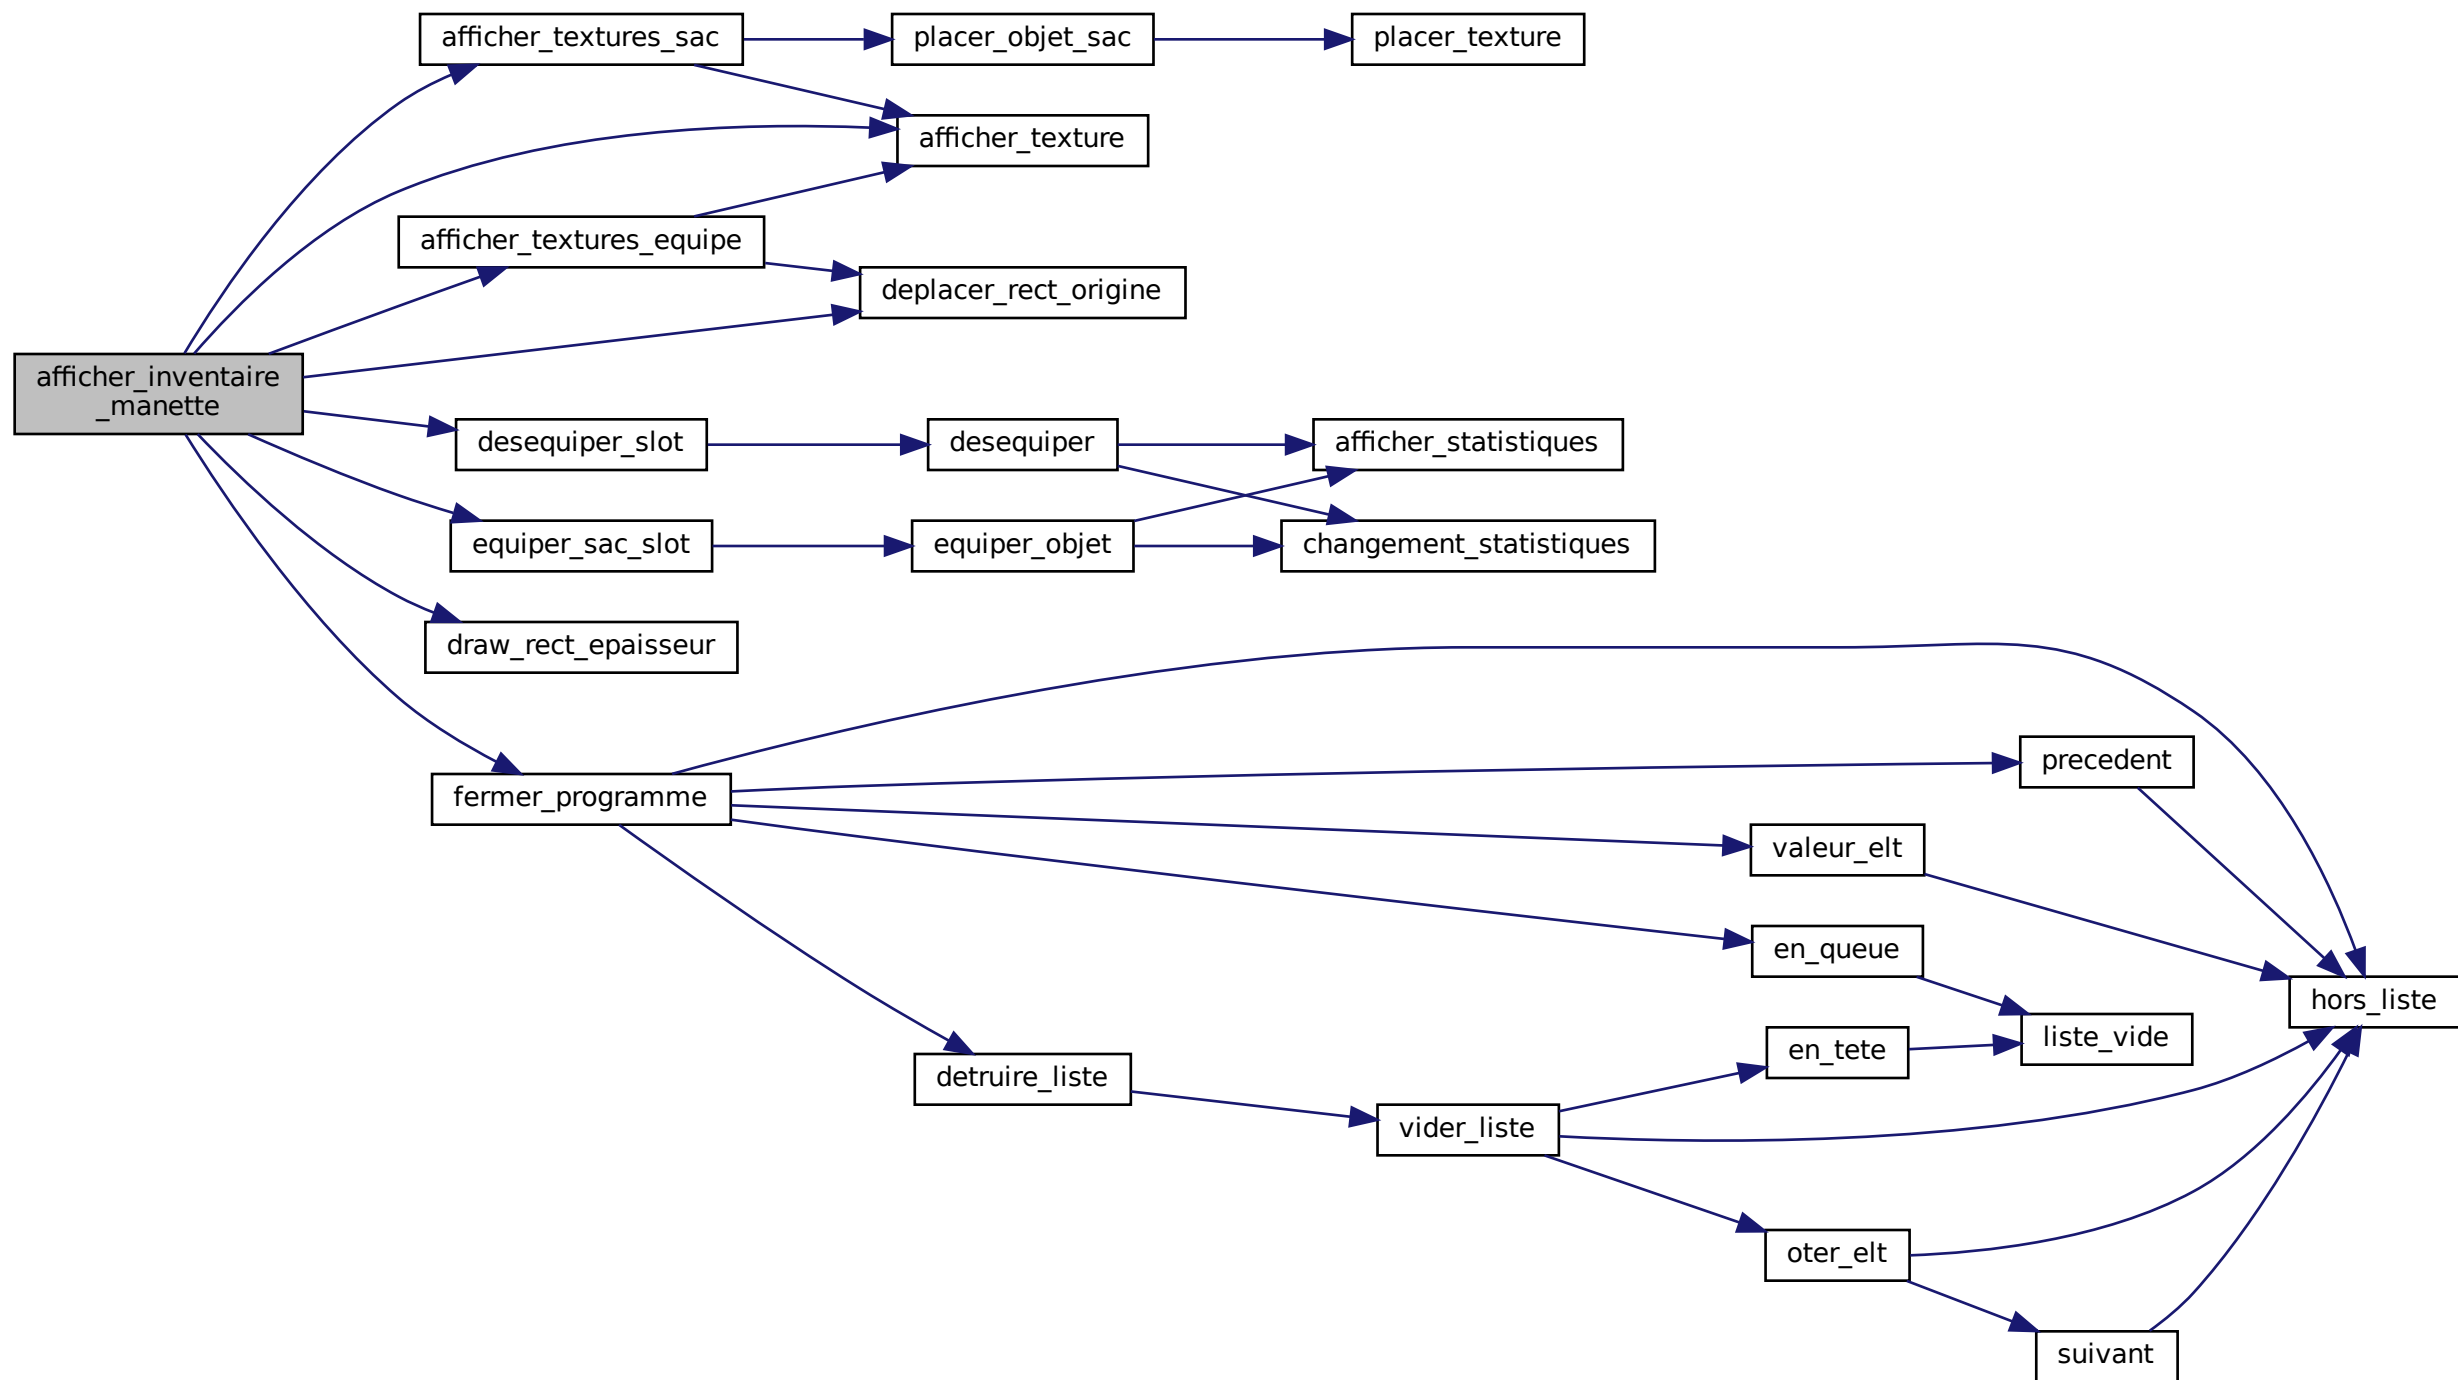 afficher_textures_sac
placer_objet_sac
placer_texture
afficher_texture
afficher_textures_equipe
deplacer_rect_origine
afficher_inventaire
_manette
desequiper_slot
desequiper
afficher_statistiques
equiper_sac_slot
equiper_objet
changement_statistiques
draw_rect_epaisseur
fermer_programme
precedent
valeur_elt
en_queue
hors_liste
liste_vide
en_tete
detruire_liste
vider_liste
oter_elt
suivant